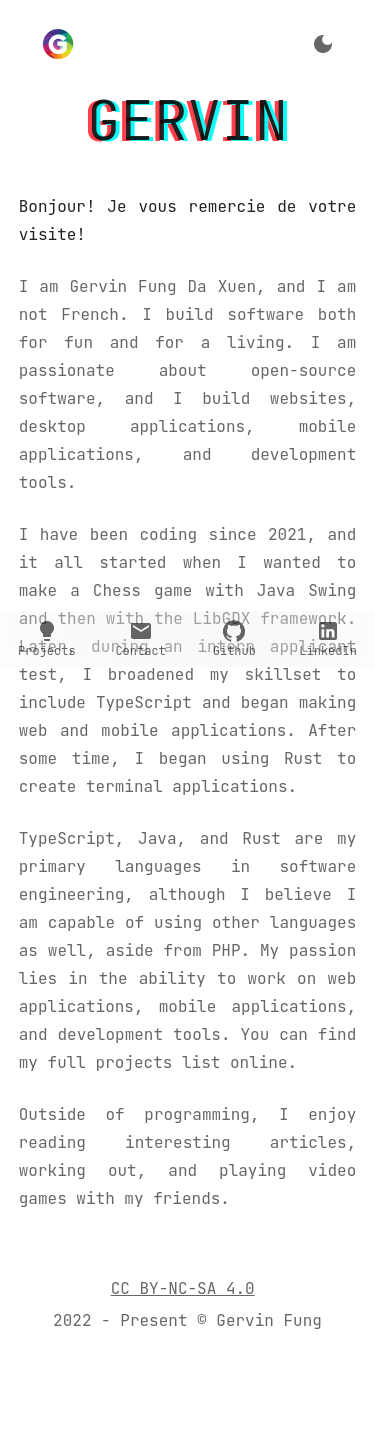 GERVIN
Bonjour! Je vous remercie de votre
visite!
I am Gervin Fung Da Xuen, and I am
not French. I build software both
for fun and for a living. I am
passionate about open-source
software, and I build websites,
desktop applications, mobile
applications, and development
tools.
I have been coding since 2021, and
it all started when I wanted to
make a Chess game with Java Swing
and then with the LibGDX framework.
Later, during an intern applicant
Projects Contact Github LinkedIn
test, I broadened my skillset to
include TypeScript and began making
web and mobile applications. After
some time, I began using Rust to
create terminal applications.
TypeScript, Java, and Rust are my
primary languages in software
engineering, although I believe I
am capable of using other languages
as well, aside from PHP. My passion
lies in the ability to work on web
applications, mobile applications,
and development tools. You can find
my full projects list online.
Outside of programming, I enjoy
reading interesting articles,
working out, and playing video
games with my friends.
CC BY-NC-SA 4.0
2022 - Present © Gervin Fung